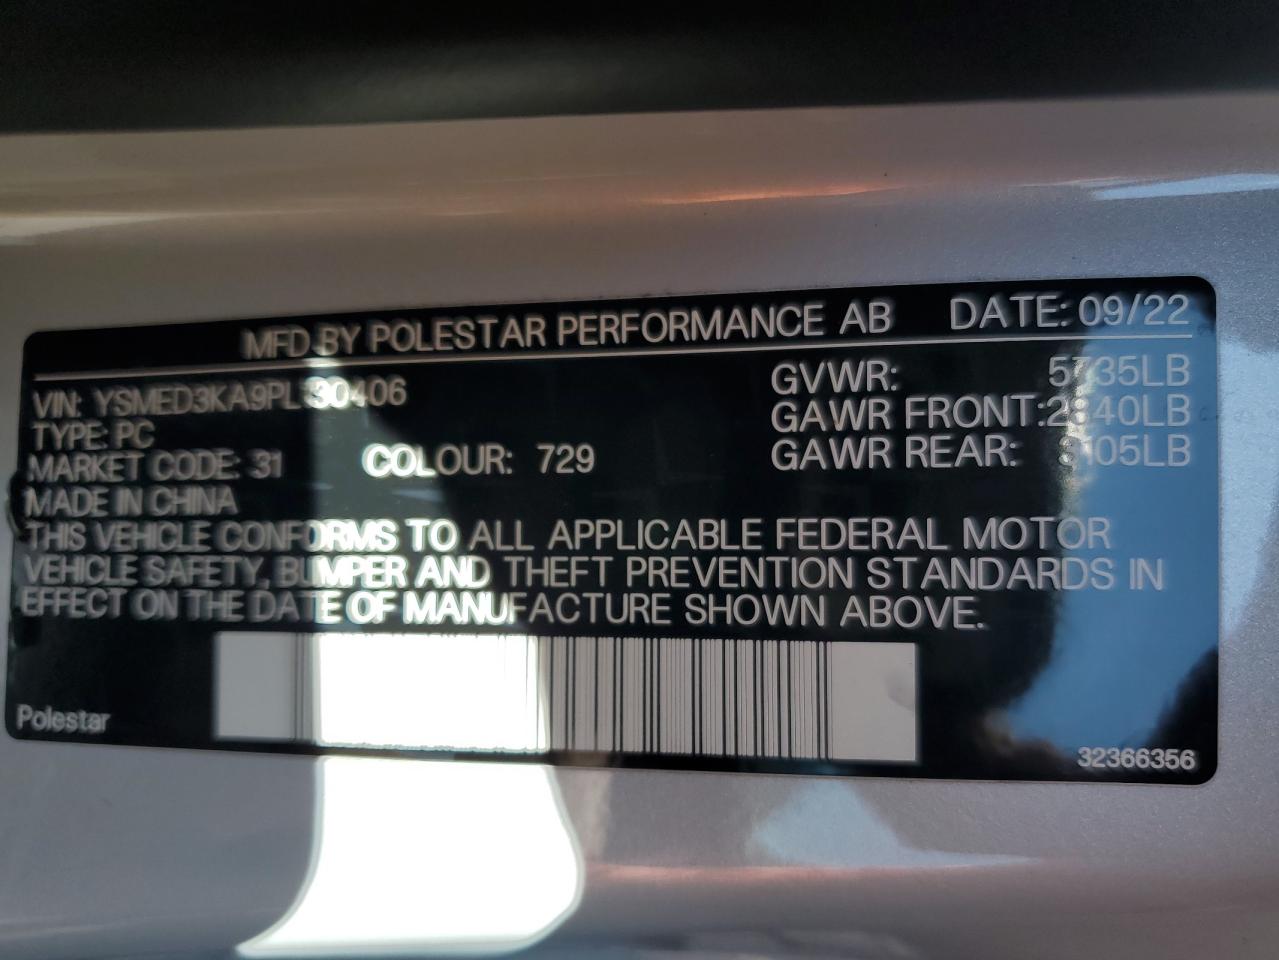 MFD BY POLESTAR PERFORMANCE AB DATE: 09/22
VIN: YSMED3KA9PL130406
GVWR: 5735LB
TYPE: PC
GAWR FRONT: 2840LB
MARKET CODE: 31 COLOUR: 729
GAWR REAR: 3105LB
MADE IN CHINA
THIS VEHICLE CONFORMS TO ALL APPLICABLE FEDERAL MOTOR
VEHICLE SAFETY, BUMPER AND THEFT PREVENTION STANDARDS IN
EFFECT ON THE DATE OF MANUFACTURE SHOWN ABOVE.
Polestar
32366356